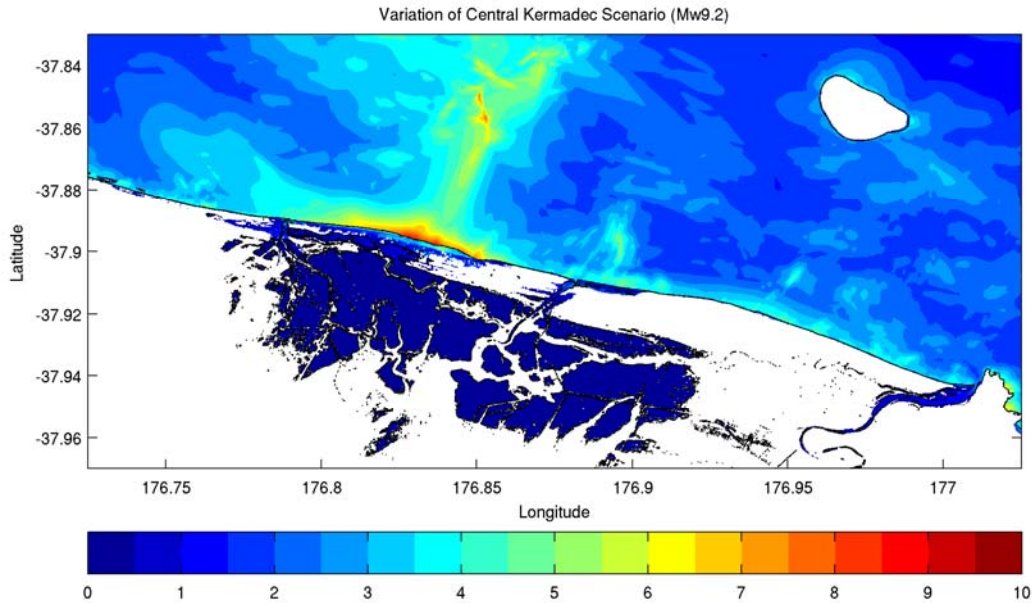 Variation of Central Kermadec Scenario (Mw9.2)
-37.84
-37.86
-37.88
-37.9
-37.92
-37.94
-37.96
Latitude
176.75 176.8 176.85 176.9 176.95 177
Longitude
0 1 2 3 4 5 6 7 8 9 10